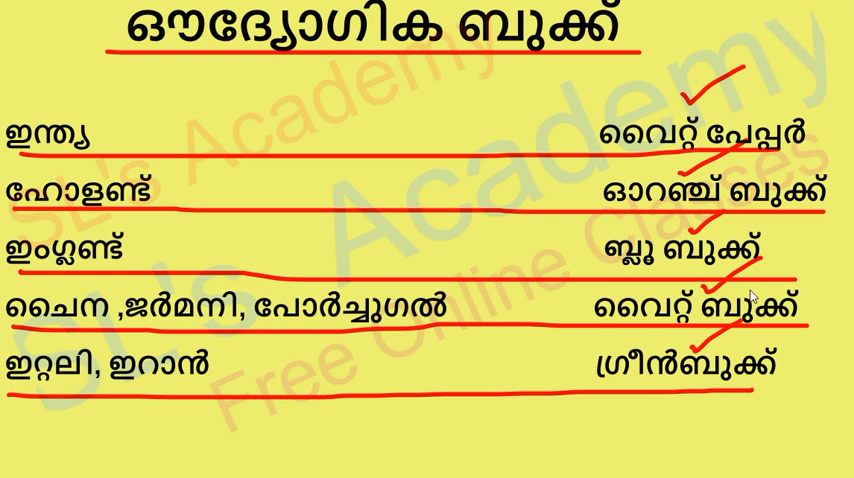 ഔദ്യോഗിക ബുക്ക്
ഇന്ത്യ വൈറ്റ് പേപ്പർ
ഹോളണ്ട് ഓറഞ്ച് ബുക്ക്
ഇംഗ്ലണ്ട് ബ്ലൂ ബുക്ക്
ചൈന ,ജർമനി, പോർച്ചുഗൽ വൈറ്റ് ബുക്ക്
ഇറ്റലി, ഇറാൻ ഗ്രീൻബുക്ക്
SL's Academy
SL's Academy
Free Online Classes